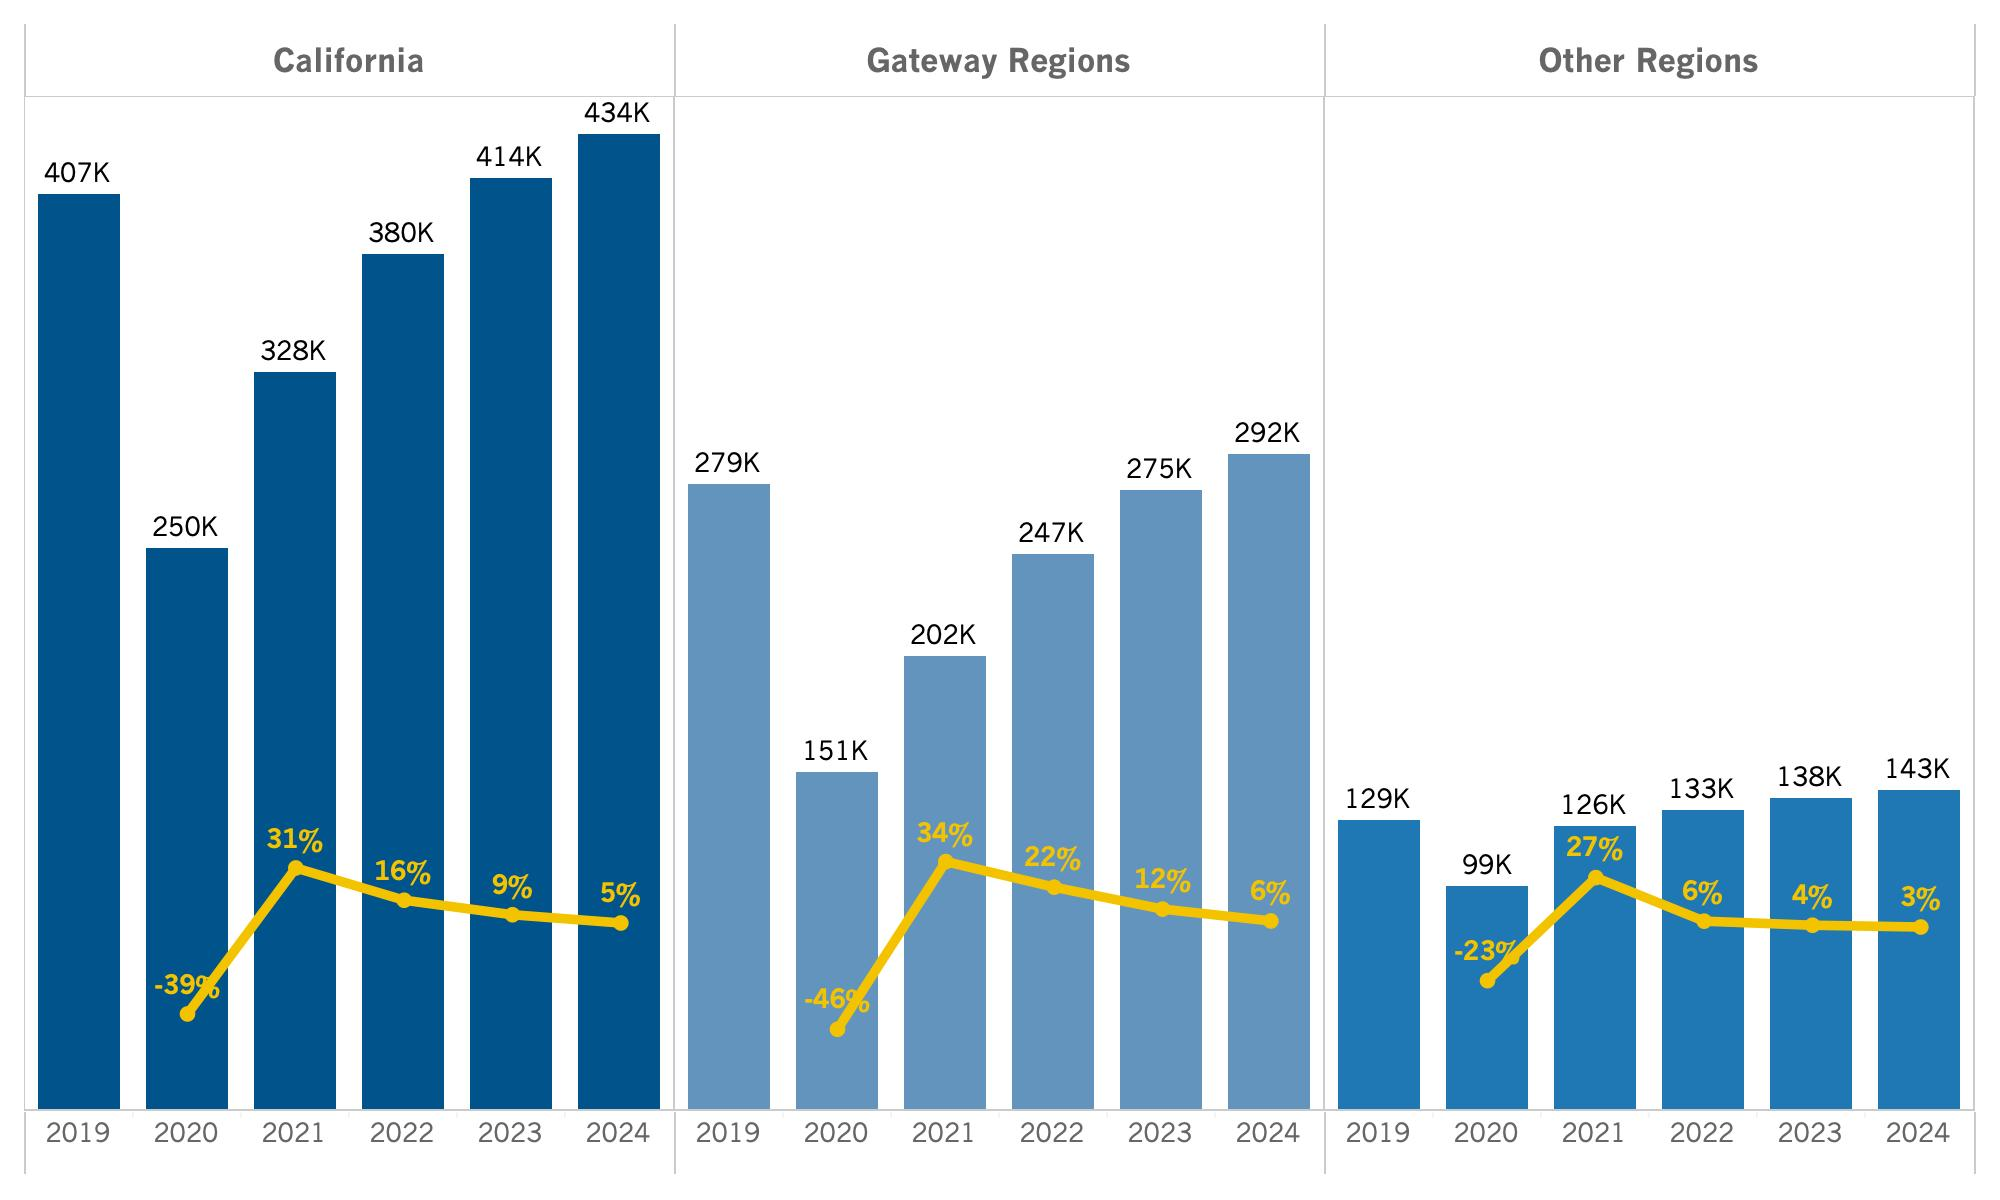 California
Gateway Regions
Other Regions
407K
250K
328K
380K
414K
434K
-39%
31%
16%
9%
5%
279K
151K
202K
247K
275K
292K
-46%
34%
22%
12%
6%
129K
99K
126K
133K
138K
143K
-23%
27%
6%
4%
3%
2019 2020 2021 2022 2023 2024
2019 2020 2021 2022 2023 2024
2019 2020 2021 2022 2023 2024